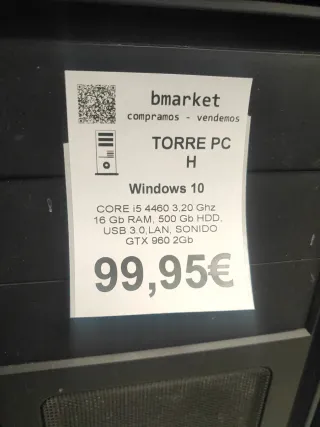 bmarket
compramos - vendemos
TORRE PC
H
Windows 10
CORE i5 4460 3,20 Ghz
16 Gb RAM, 500 Gb HDD,
USB 3.0,LAN, SONIDO
GTX 960 2Gb
99,95€